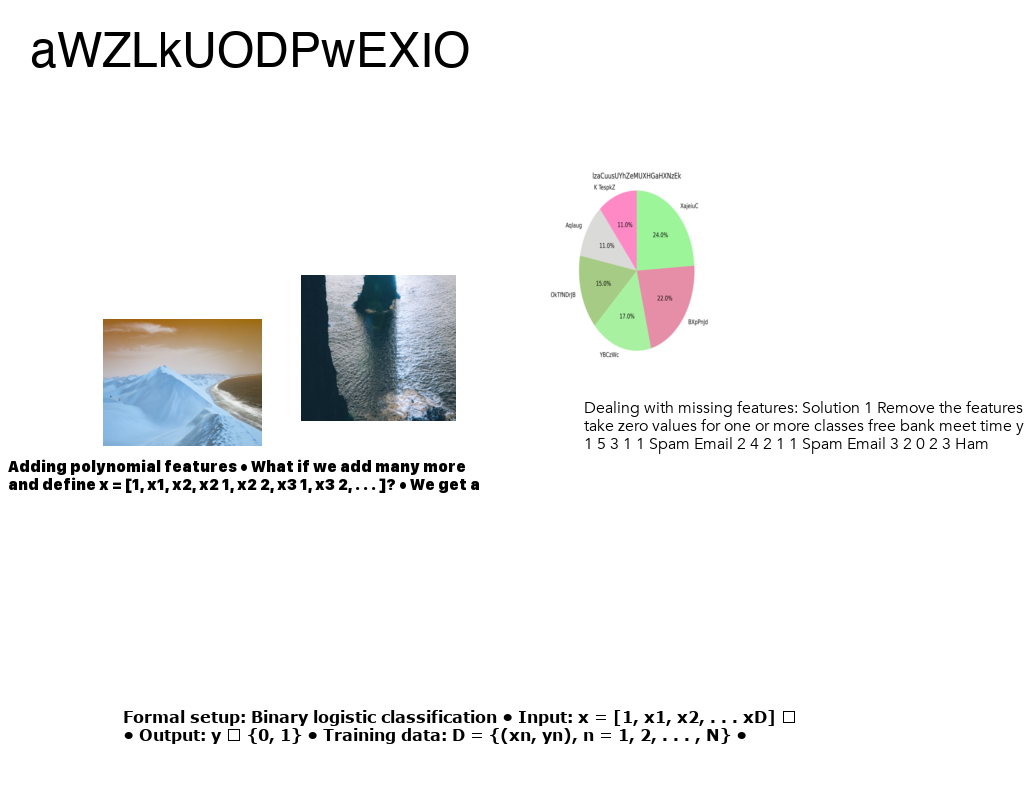 aWZLkUODPwEXIO
IzaCuusUYhZeMUXHGaHXNzEk
K TespkZ
XajeiuC
Aqlaug
11.0%
24.0%
11.0%
15.0%
OkTfNDrJB
22.0%
17.0%
BXpPnjd
YBCzWc
Dealing with missing features: Solution 1 Remove the features
take zero values for one or more classes free bank meet time y
1 5 3 1 1 Spam Email 2 4 2 1 1 Spam Email 3 2 0 2 3 Ham
Adding polynomial features • What if we add many more
and define x = [1, x1, x2, x2 1, x2 2, x3 1, x3 2, . . . ]? • We get a
Formal setup: Binary logistic classification • Input: x = [1, x1, x2, . . . xD] □
• Output: y □ {0, 1} • Training data: D = {(xn, yn), n = 1, 2, . . . , N} •